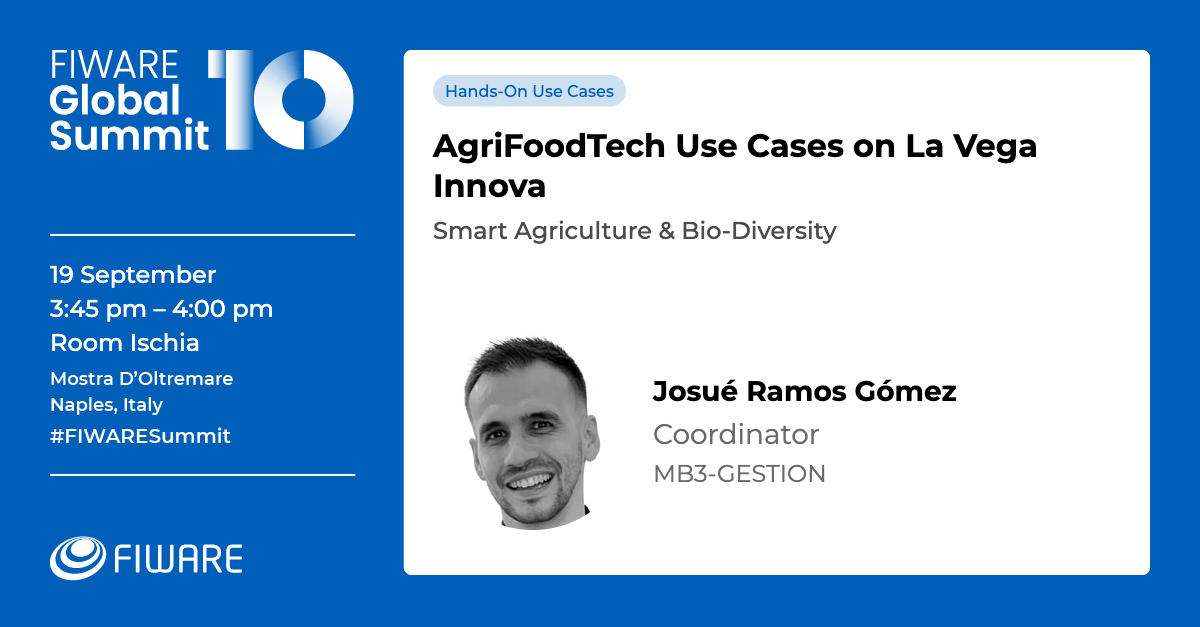 FIWARE
Global
Summit
10
19 September
3:45 pm – 4:00 pm
Room Ischia
Mostra D’Oltremare
Naples, Italy
#FIWARESummit
FIWARE
Hands-On Use Cases
AgriFoodTech Use Cases on La Vega
Innova
Smart Agriculture & Bio-Diversity
Josué Ramos Gómez
Coordinator
MB3-GESTION